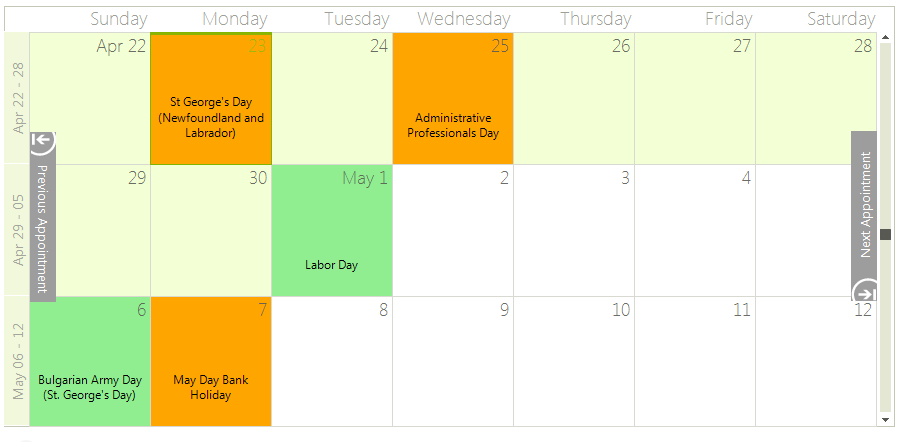 Sunday Monday Tuesday Wednesday Thursday Friday Saturday
Apr 22 - 28
Apr 22 23 24 25 26 27 28
St George's Day
(Newfoundland and
Labrador)
Administrative
Professionals Day
Previous Appointment
Next Appointment
Apr 29 - 05
29 30 May 1 2 3 4
Labor Day
May 06 - 12
6 7 8 9 10 11 12
Bulgarian Army Day
(St. George's Day)
May Day Bank
Holiday